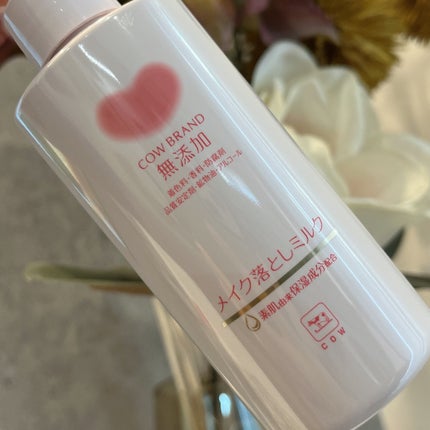 COW BRAND
無添加
着色料・香料・防腐剤
品質安定剤・鉱物油・アルコール
メイク落としミルク
素肌由来保湿成分配合
COW